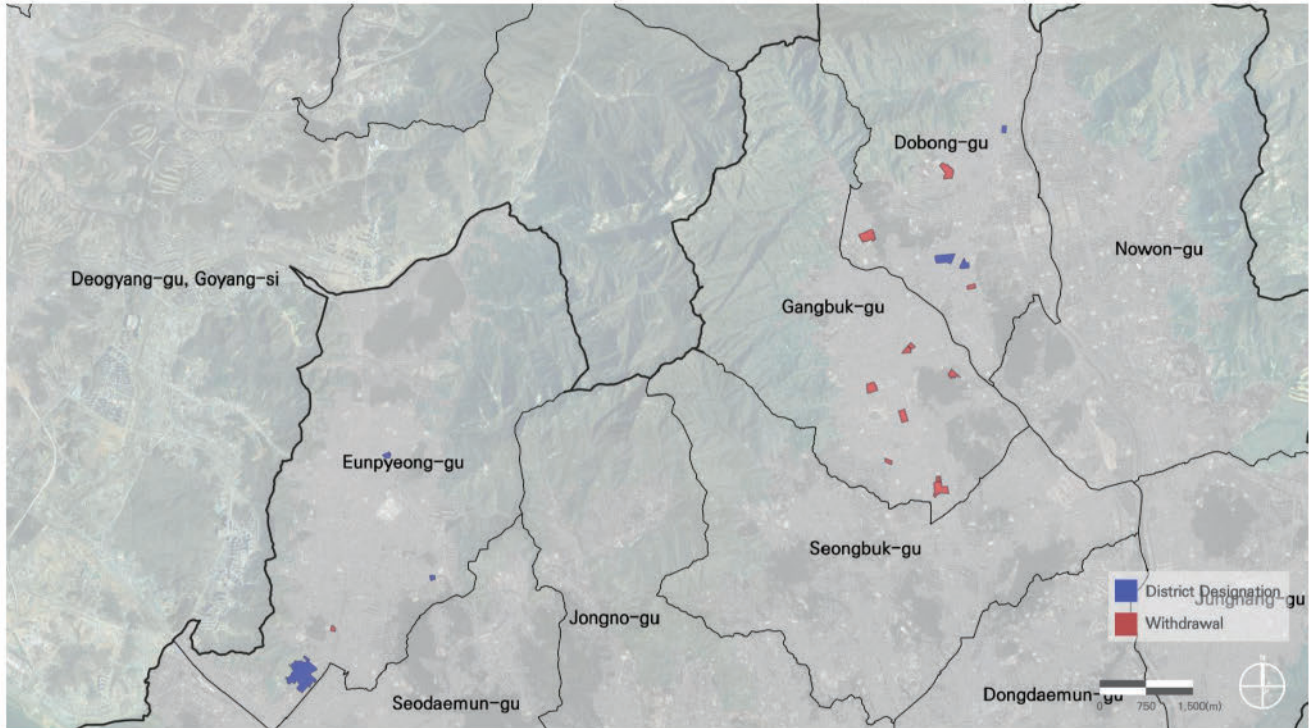 Dobong-gu
Nowon-gu
Deogyang-gu, Goyang-si
Gangbuk-gu
Eunpyeong-gu
Seongbuk-gu
Jongno-gu
District Designation
Jungnang-gu
Withdrawal
Seodaemun-gu
Dongdaemun-gu
N
0 750 1,500(m)